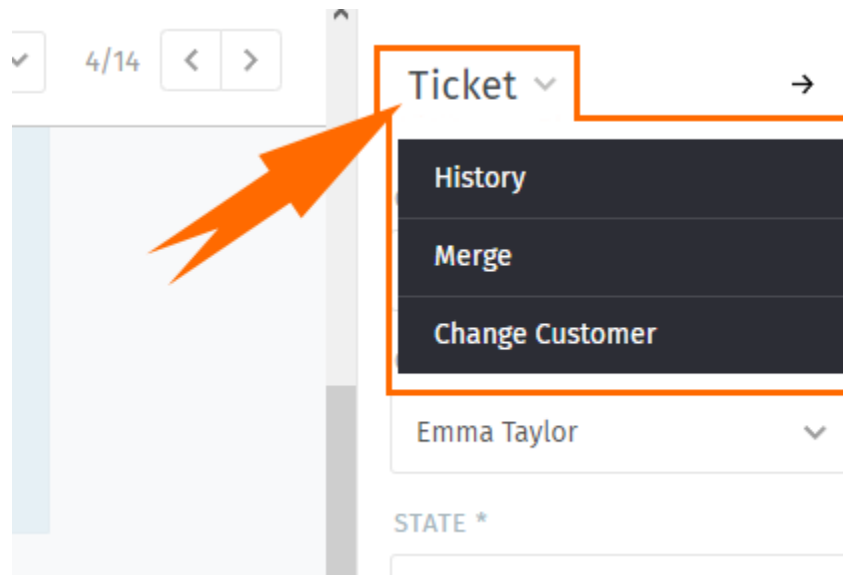 4/14
Ticket
History
Merge
Change Customer
Emma Taylor
STATE *